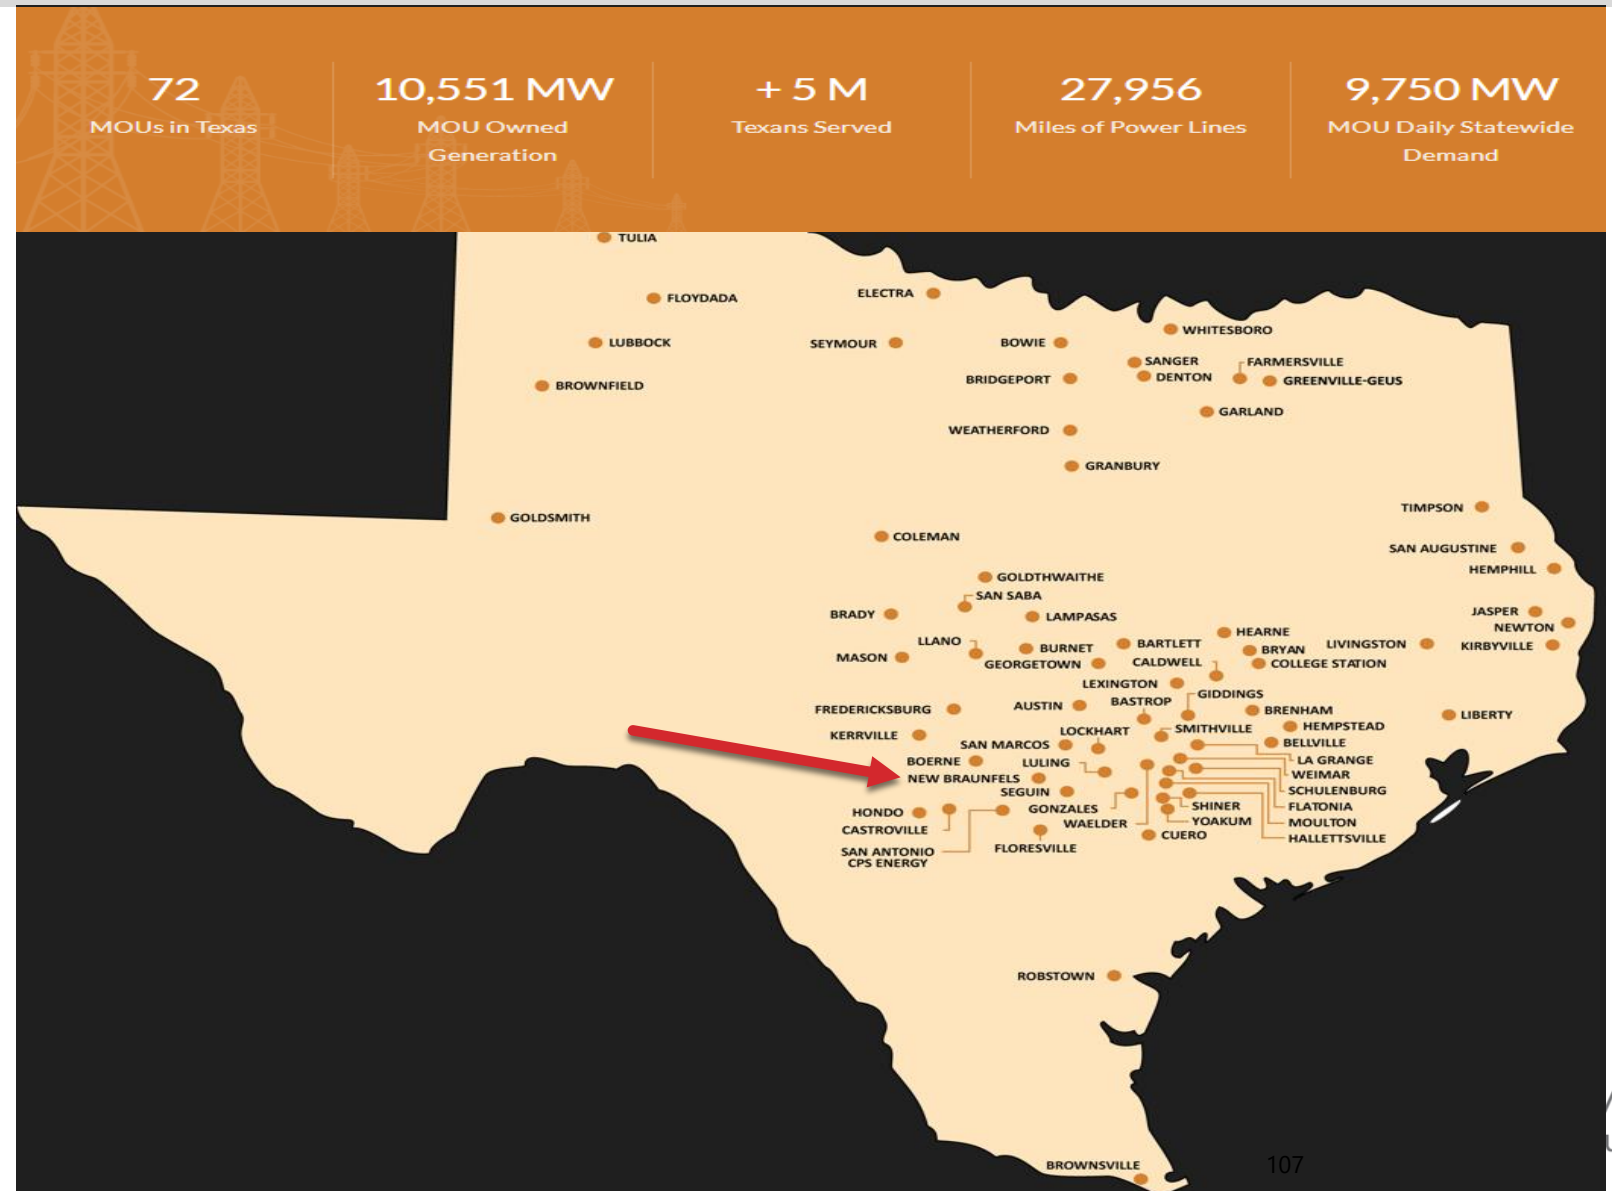 72
MOUs in Texas
10,551 MW
MOU Owned
Generation
+ 5 M
Texans Served
27,956
Miles of Power Lines
9,750 MW
MOU Daily Statewide
Demand
TULIA
FLOYDADA
ELECTRA
LUBBOCK
SEYMOUR
BOWIE
WHITESBORO
SANGER
FARMERSVILLE
BROWNFIELD
BRIDGEPORT
DENTON
GREENVILLE-GEUS
GARLAND
WEATHERFORD
GRANBURY
GOLDSMITH
TIMPSON
COLEMAN
SAN AUGUSTINE
HEMPHILL
GOLDTHWAITHE
SAN SABA
BRADY
LAMPASAS
JASPER
NEWTON
HEARNE
LLANO
BURNET
BARTLETT
BRYAN
LIVINGSTON
KIRBYVILLE
MASON
GEORGETOWN
CALDWELL
COLLEGE STATION
LEXINGTON
GIDDINGS
FREDERICKSBURG
AUSTIN
BASTROP
BRENHAM
LIBERTY
HEMPSTEAD
KERRVILLE
LOCKHART
SMITHVILLE
SAN MARCOS
BELLVILLE
BOERNE
LULING
LA GRANGE
NEW BRAUNFELS
WEIMAR
SEGUIN
SCHULENBURG
HONDO
GONZALES
SHINER
FLATONIA
CASTROVILLE
WAELDER
YOAKUM
MOULTON
CUERO
HALLETTSVILLE
SAN ANTONIO
CPS ENERGY
FLORESVILLE
ROBSTOWN
BROWNSVILLE
107